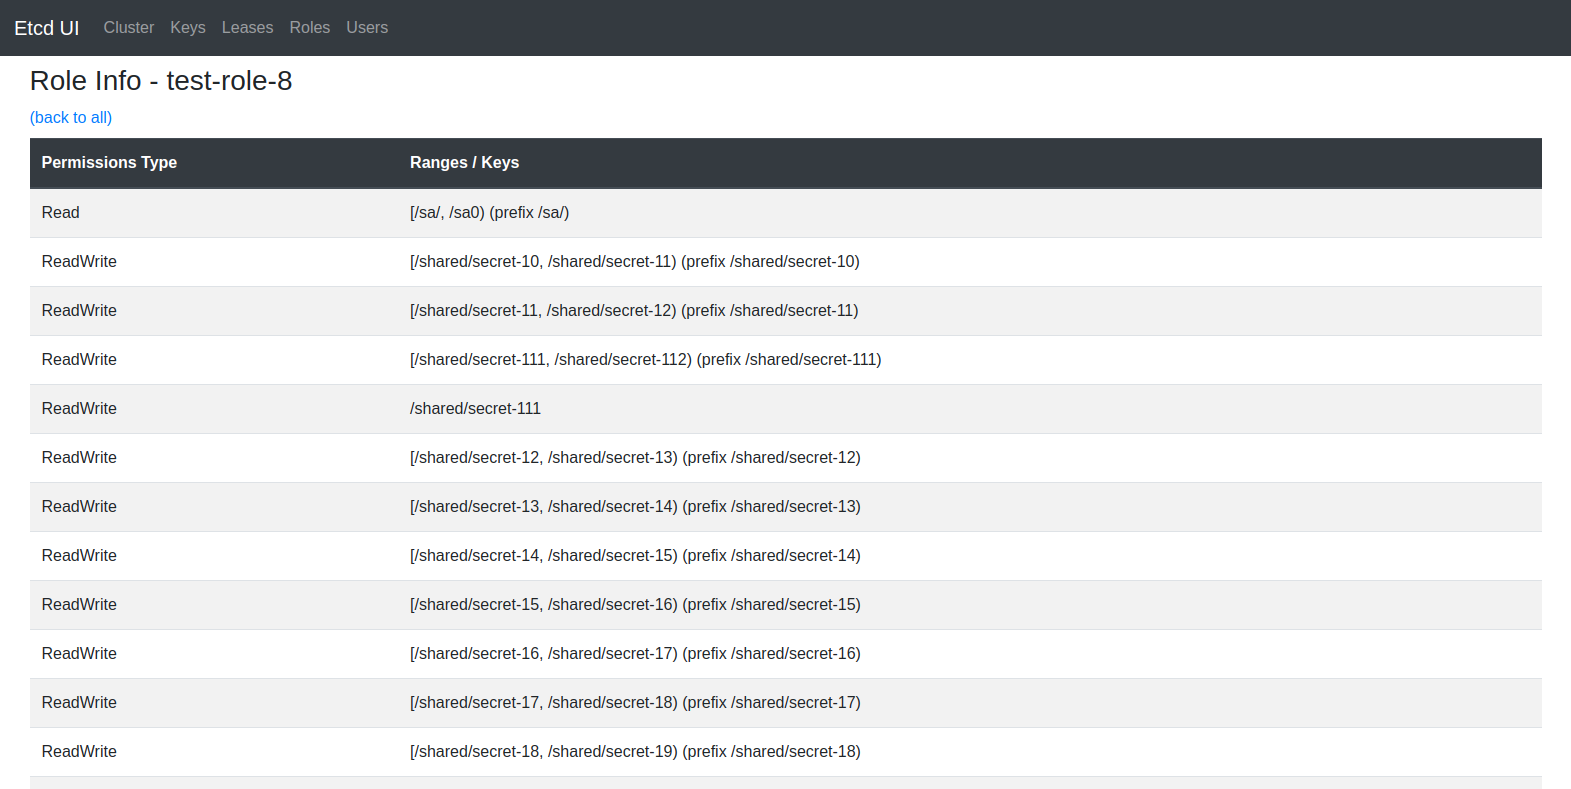 Etcd UI Cluster Keys Leases Roles Users
Role Info - test-role-8
(back to all)
Permissions Type Ranges / Keys
Read [/sa/, /sa0) (prefix /sa/)
ReadWrite [/shared/secret-10, /shared/secret-11) (prefix /shared/secret-10)
ReadWrite [/shared/secret-11, /shared/secret-12) (prefix /shared/secret-11)
ReadWrite [/shared/secret-111, /shared/secret-112) (prefix /shared/secret-111)
ReadWrite /shared/secret-111
ReadWrite [/shared/secret-12, /shared/secret-13) (prefix /shared/secret-12)
ReadWrite [/shared/secret-13, /shared/secret-14) (prefix /shared/secret-13)
ReadWrite [/shared/secret-14, /shared/secret-15) (prefix /shared/secret-14)
ReadWrite [/shared/secret-15, /shared/secret-16) (prefix /shared/secret-15)
ReadWrite [/shared/secret-16, /shared/secret-17) (prefix /shared/secret-16)
ReadWrite [/shared/secret-17, /shared/secret-18) (prefix /shared/secret-17)
ReadWrite [/shared/secret-18, /shared/secret-19) (prefix /shared/secret-18)